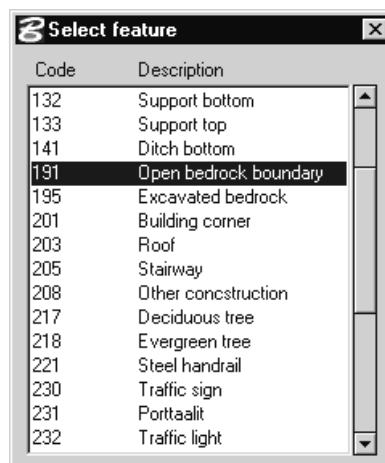 Select feature
Code Description
132 Support bottom
133 Support top
141 Ditch bottom
191 Open bedrock boundary
195 Excavated bedrock
201 Building corner
203 Roof
205 Stairway
208 Other concstruction
217 Deciduous tree
218 Evergreen tree
221 Steel handrail
230 Traffic sign
231 Porttaalit
232 Traffic light